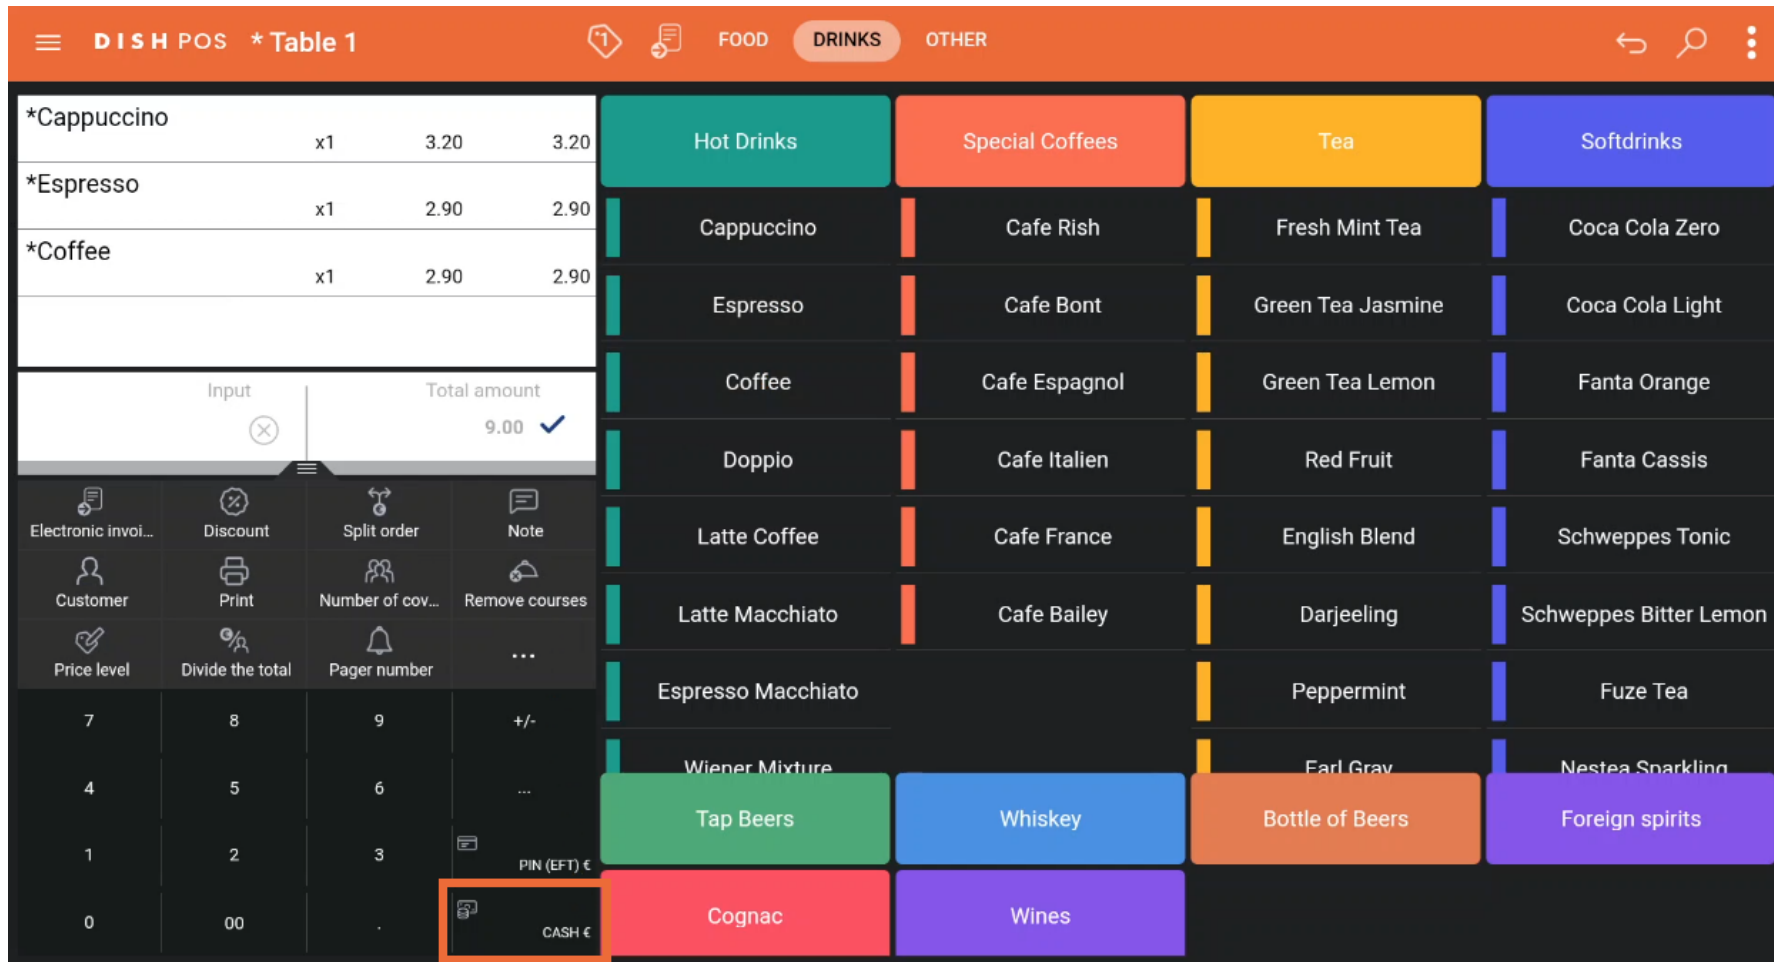 DISH POS * Table 1
1
FOOD
DRINKS
OTHER
*Cappuccino
x1 3.20 3.20
*Espresso
x1 2.90 2.90
*Coffee
x1 2.90 2.90
Input
Total amount
9.00
Electronic invoi...
Discount
Split order
Note
Customer
Print
Number of cov...
Remove courses
Price level
Divide the total
Pager number
...
7 8 9 +/-
4 5 6 ...
1 2 3 PIN (EFT) €
0 00 . CASH €
Hot Drinks
Cappuccino
Espresso
Coffee
Doppio
Latte Coffee
Latte Macchiato
Espresso Macchiato
Wiener Mixture
Special Coffees
Cafe Rish
Cafe Bont
Cafe Espagnol
Cafe Italien
Cafe France
Cafe Bailey
Tea
Fresh Mint Tea
Green Tea Jasmine
Green Tea Lemon
Red Fruit
English Blend
Darjeeling
Peppermint
Earl Gray
Softdrinks
Coca Cola Zero
Coca Cola Light
Fanta Orange
Fanta Cassis
Schweppes Tonic
Schweppes Bitter Lemon
Fuze Tea
Nestea Sparkling
Tap Beers
Whiskey
Bottle of Beers
Foreign spirits
Cognac
Wines